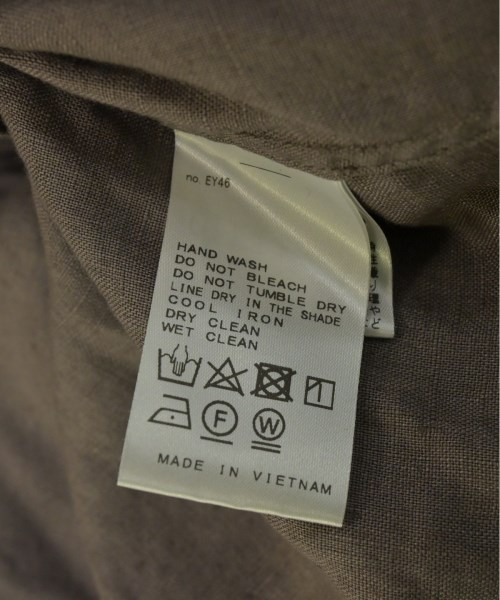 no. EY46
HAND WASH
DO NOT BLEACH
DO NOT TUMBLE DRY
LINE DRY IN THE SHADE
COOL IRON
DRY CLEAN
WET CLEAN
F
W
MADE IN VIETNAM